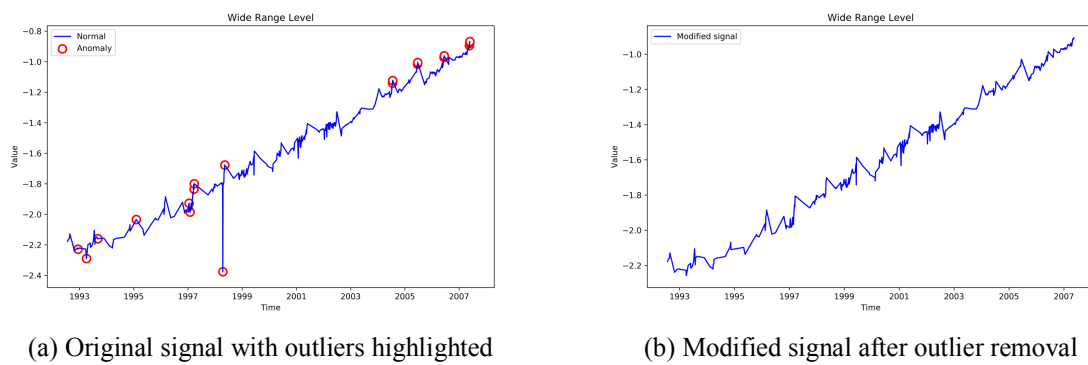 Wide Range Level
Normal
Anomaly
−0.8
−1.0
−1.2
−1.4
−1.6
−1.8
−2.0
−2.2
−2.4
Value
1993 1995 1997 1999 2001 2003 2005 2007
Time
(a) Original signal with outliers highlighted
Wide Range Level
Modified signal
−1.0
−1.2
−1.4
−1.6
−1.8
−2.0
−2.2
Value
1993 1995 1997 1999 2001 2003 2005 2007
Time
(b) Modified signal after outlier removal